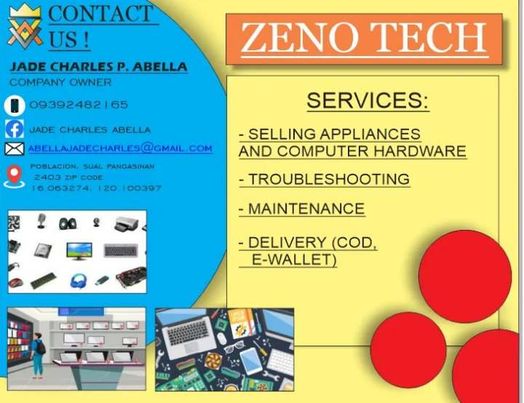 CONTACT
US !
JADE CHARLES P. ABELLA
COMPANY OWNER
09392482165
JADE CHARLES ABELLA
ABELLAJADECHARLES@GMAIL.COM
POBLACION, SUAL PANGASINAN
2403 ZIP CODE
16.063274, 120.100397
ZENO TECH
SERVICES:
- SELLING APPLIANCES
AND COMPUTER HARDWARE
- TROUBLESHOOTING
- MAINTENANCE
- DELIVERY (COD,
E-WALLET)